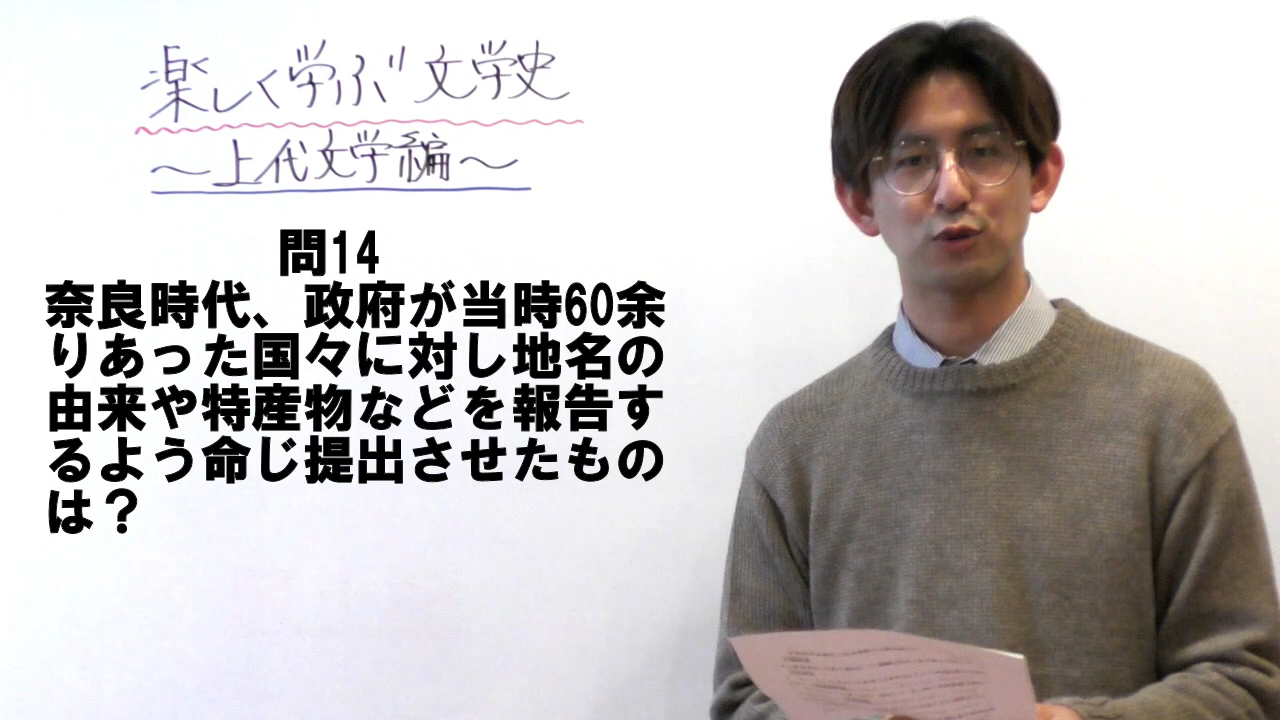 楽しく学ぶ文学史
～上代文学編～
問14
奈良時代、政府が当時60余
りあった国々に対し地名の
由来や特産物などを報告す
るよう命じ提出させたもの
は？